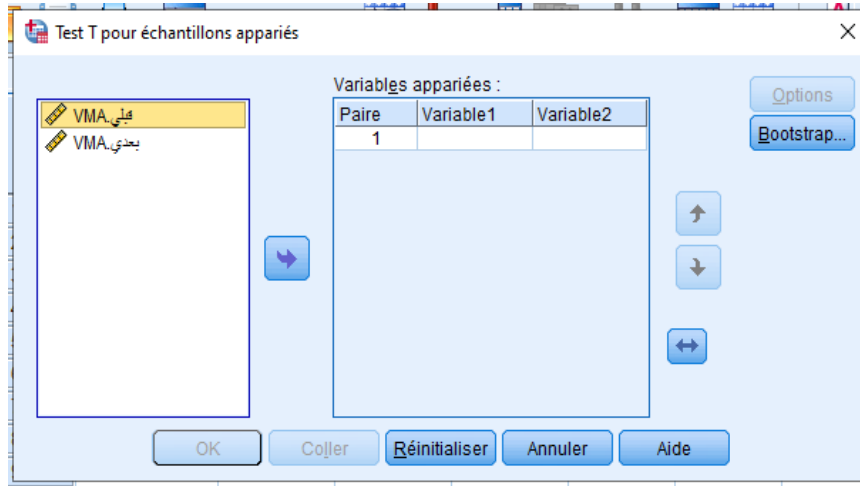 Test T pour échantillons appariés
Variables appariées :
VMA.قبلي
VMA.بعدي
Paire Variable1 Variable2
1
Options
Bootstrap...
OK Coller Réinitialiser Annuler Aide